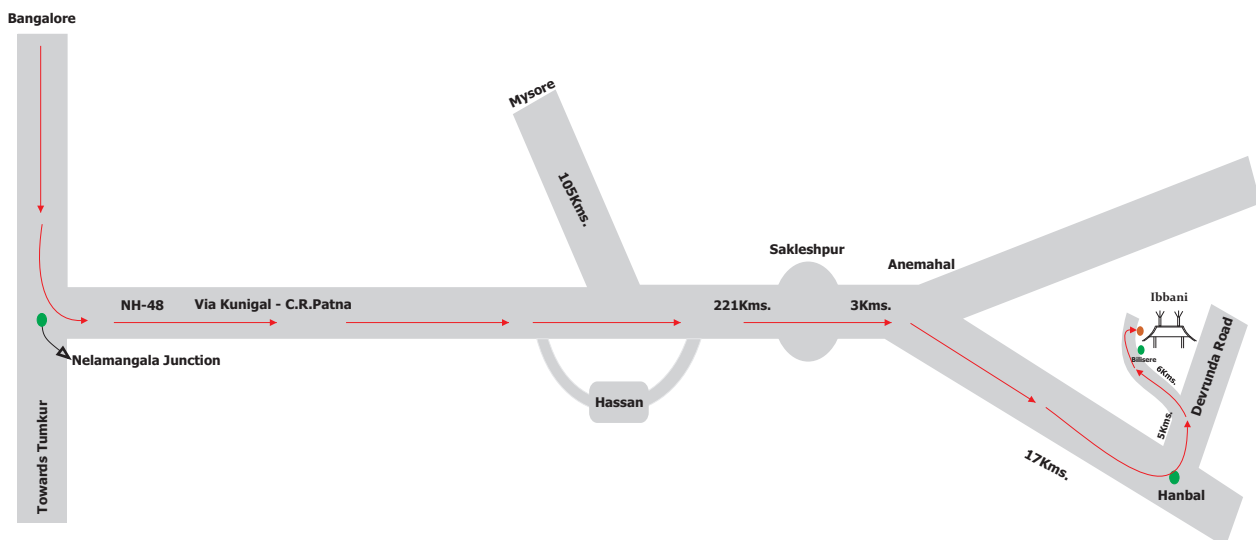 Bangalore
Mysore
105Kms.
Sakleshpur
Anemahal
Ibbani
NH-48
Via Kunigal - C.R.Patna
221Kms.
3Kms.
Nelamangala Junction
Bilisere
6Kms.
Devrunda Road
Hassan
5Kms.
17Kms.
Towards Tumkur
Hanbal